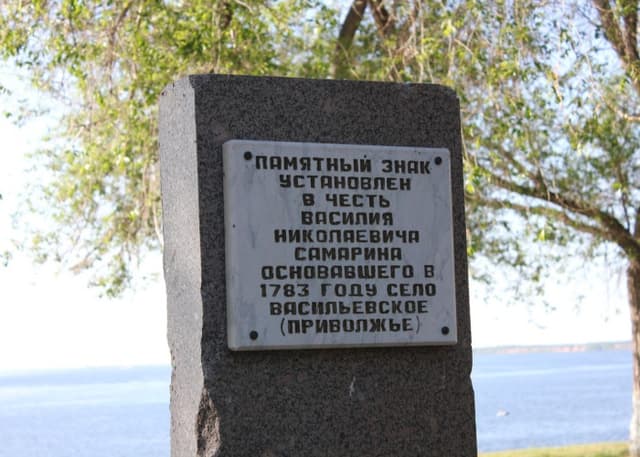 ПАМЯТНЫЙ ЗНАК
УСТАНОВЛЕН
В ЧЕСТЬ
ВАСИЛИЯ
НИКОЛАЕВИЧА
САМАРИНА
ОСНОВАВШЕГО В
1783 ГОДУ СЕЛО
ВАСИЛЬЕВСКОЕ
(ПРИВОЛЖЬЕ)